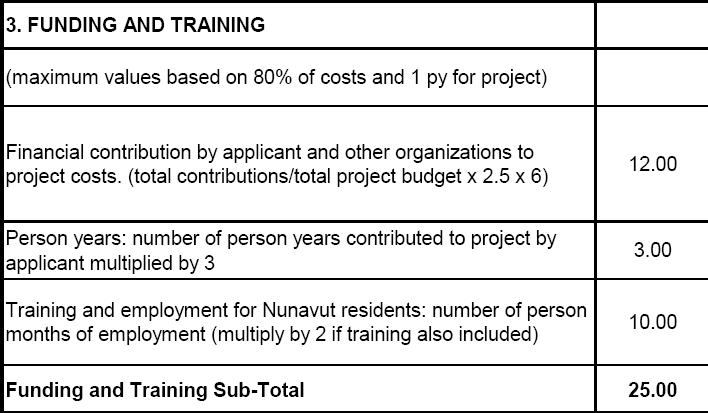 3. FUNDING AND TRAINING
(maximum values based on 80% of costs and 1 py for project)
Financial contribution by applicant and other organizations to
project costs. (total contributions/total project budget x 2.5 x 6)
12.00
Person years: number of person years contributed to project by
applicant multiplied by 3
3.00
Training and employment for Nunavut residents: number of person
months of employment (multiply by 2 if training also included)
10.00
Funding and Training Sub-Total
25.00